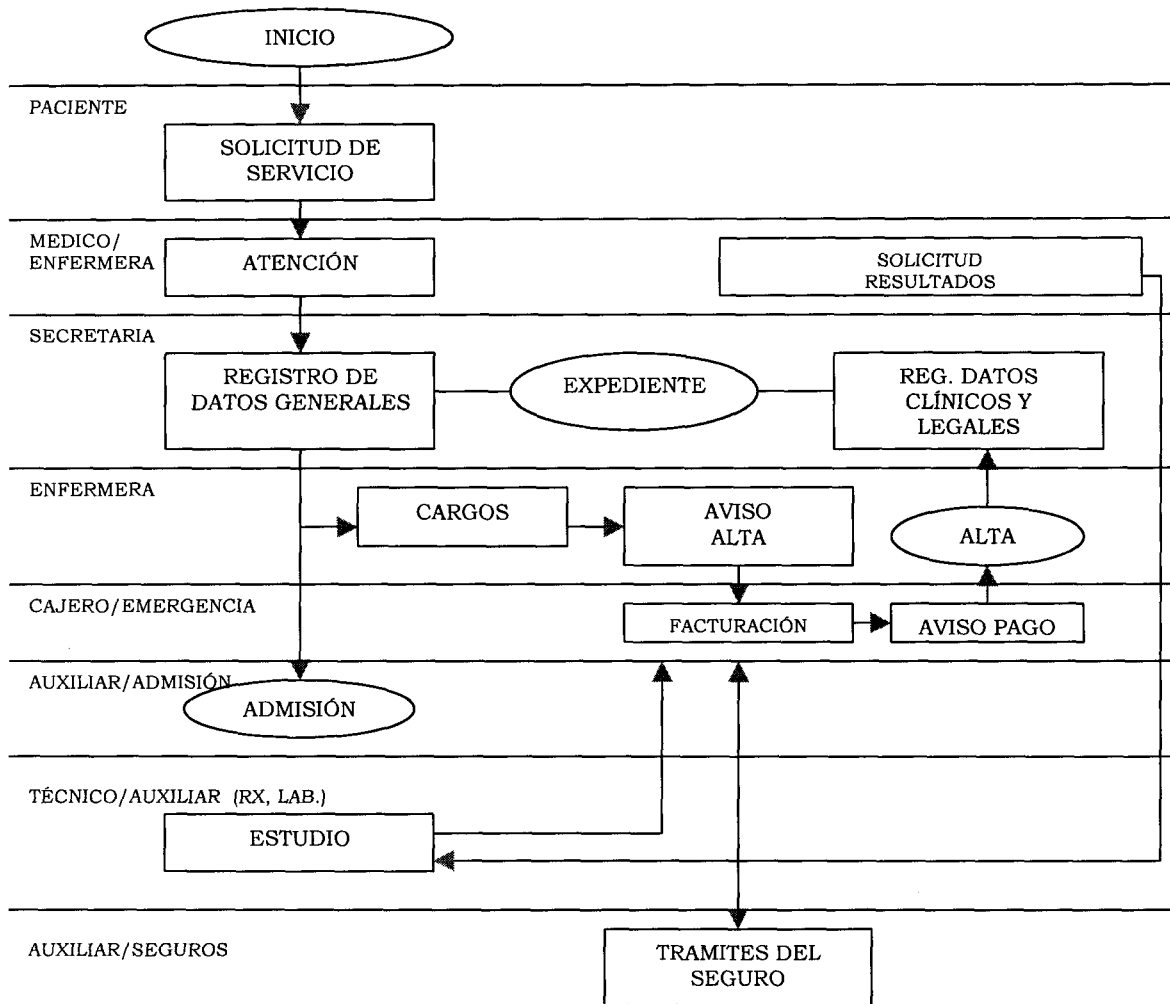 INICIO
PACIENTE
SOLICITUD DE
SERVICIO
MEDICO/
ENFERMERA
ATENCIÓN
SOLICITUD
RESULTADOS
SECRETARIA
REGISTRO DE
DATOS GENERALES
EXPEDIENTE
REG. DATOS
CLÍNICOS Y
LEGALES
ENFERMERA
CARGOS
AVISO
ALTA
ALTA
CAJERO/EMERGENCIA
FACTURACIÓN
AVISO PAGO
AUXILIAR/ADMISIÓN
ADMISIÓN
TÉCNICO/AUXILIAR (RX, LAB.)
ESTUDIO
AUXILIAR/SEGUROS
TRAMITES DEL
SEGURO